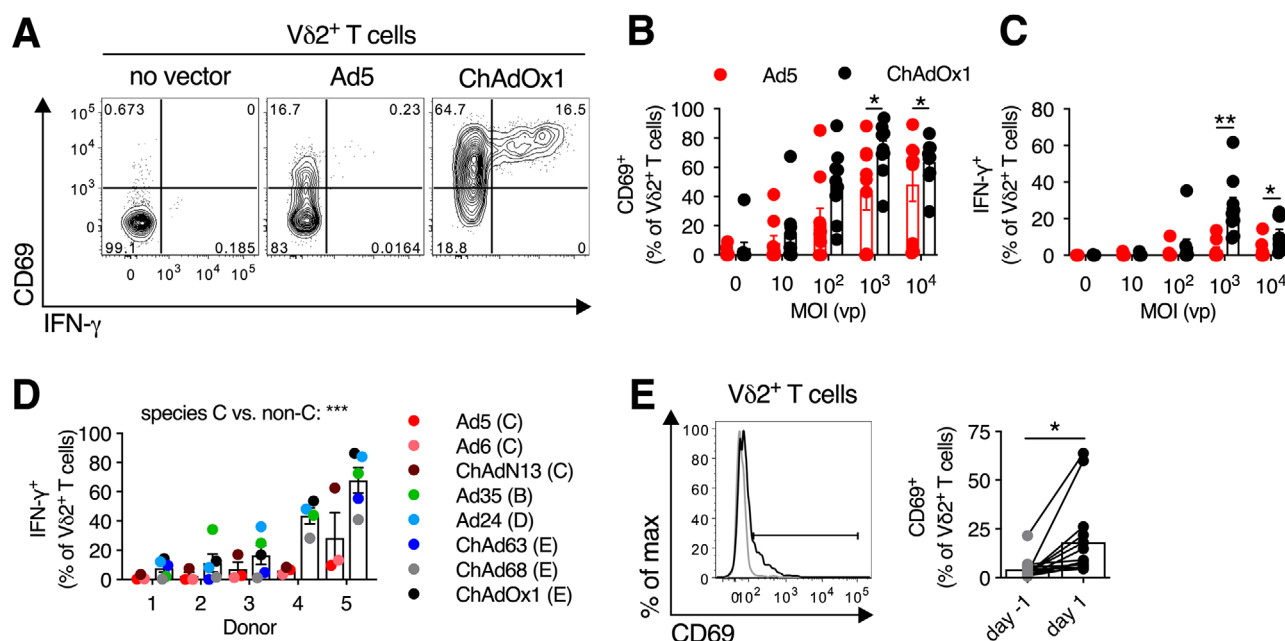 A
Vδ2+ T cells
no vector
Ad5
ChAdOx1
0.673
0
99.1
0.185
16.7
0.23
83
0.0164
64.7
16.5
18.8
0
10⁵
10⁴
10³
0
0
10³
10⁴
10⁵
CD69
IFN-γ
B
Ad5
ChAdOx1
CD69+
(% of Vδ2+ T cells)
100
80
60
40
20
0
*
*
0
10
10²
10³
10⁴
MOI (vp)
C
IFN-γ+
(% of Vδ2+ T cells)
80
60
40
20
0
**
*
0
10
10²
10³
10⁴
MOI (vp)
D
species C vs. non-C: ***
IFN-γ+
(% of Vδ2+ T cells)
100
80
60
40
20
0
1
2
3
4
5
Donor
Ad5 (C)
Ad6 (C)
ChAdN13 (C)
Ad35 (B)
Ad24 (D)
ChAd63 (E)
ChAd68 (E)
ChAdOx1 (E)
E
Vδ2+ T cells
% of max
100
80
60
40
20
0
0
10²
10³
10⁴
10⁵
CD69
CD69+
(% of Vδ2+ T cells)
75
50
25
0
*
day -1
day 1